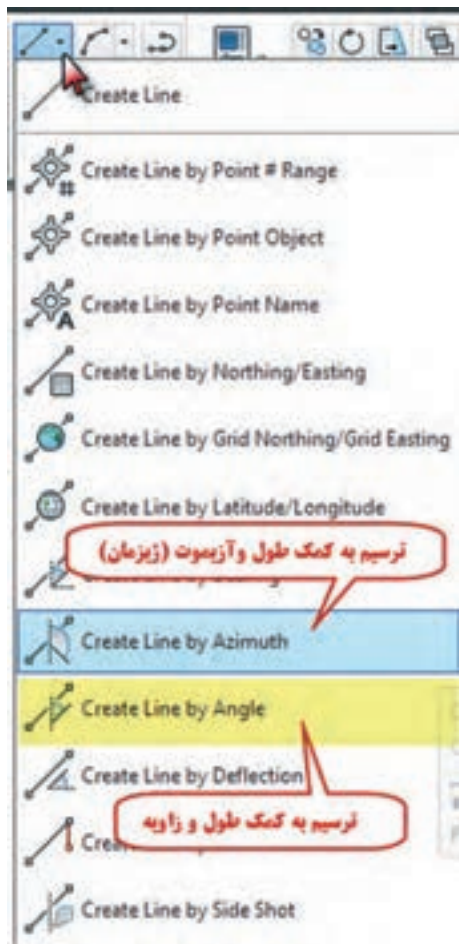 Create Line
Create Line by Point # Range
Create Line by Point Object
Create Line by Point Name
A
Create Line by Northing/Easting
Create Line by Grid Northing/Grid Easting
Create Line by Latitude/Longitude
ترسیم به کمک طول و آزیموت (ژیزمان)
Create Line by Azimuth
Create Line by Angle
Create Line by Deflection
ترسیم به کمک طول و زاویه
Create Line by Side Shot